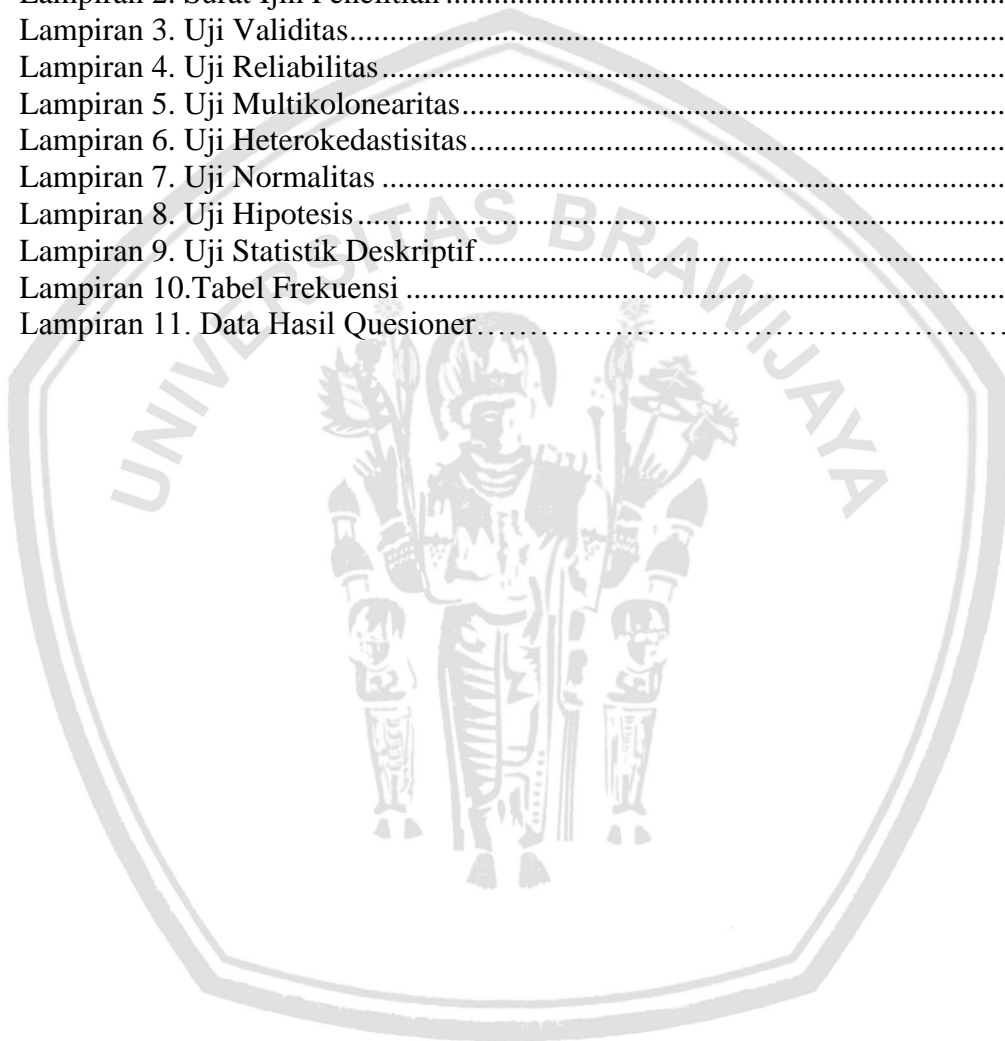 Lampiran 2. Surat Ijin Penelitian ........................................................................................
Lampiran 3. Uji Validitas........................................................................................................
Lampiran 4. Uji Reliabilitas....................................................................................................
Lampiran 5. Uji Multikolonearitas........................................................................................
Lampiran 6. Uji Heterokedastisitas.......................................................................................
Lampiran 7. Uji Normalitas ....................................................................................................
Lampiran 8. Uji Hipotesis ........................................................................................................
Lampiran 9. Uji Statistik Deskriptif......................................................................................
Lampiran 10.Tabel Frekuensi .................................................................................................
Lampiran 11. Data Hasil Quesioner……………………………………………………
UNIVERSITAS BRAWIJAYA